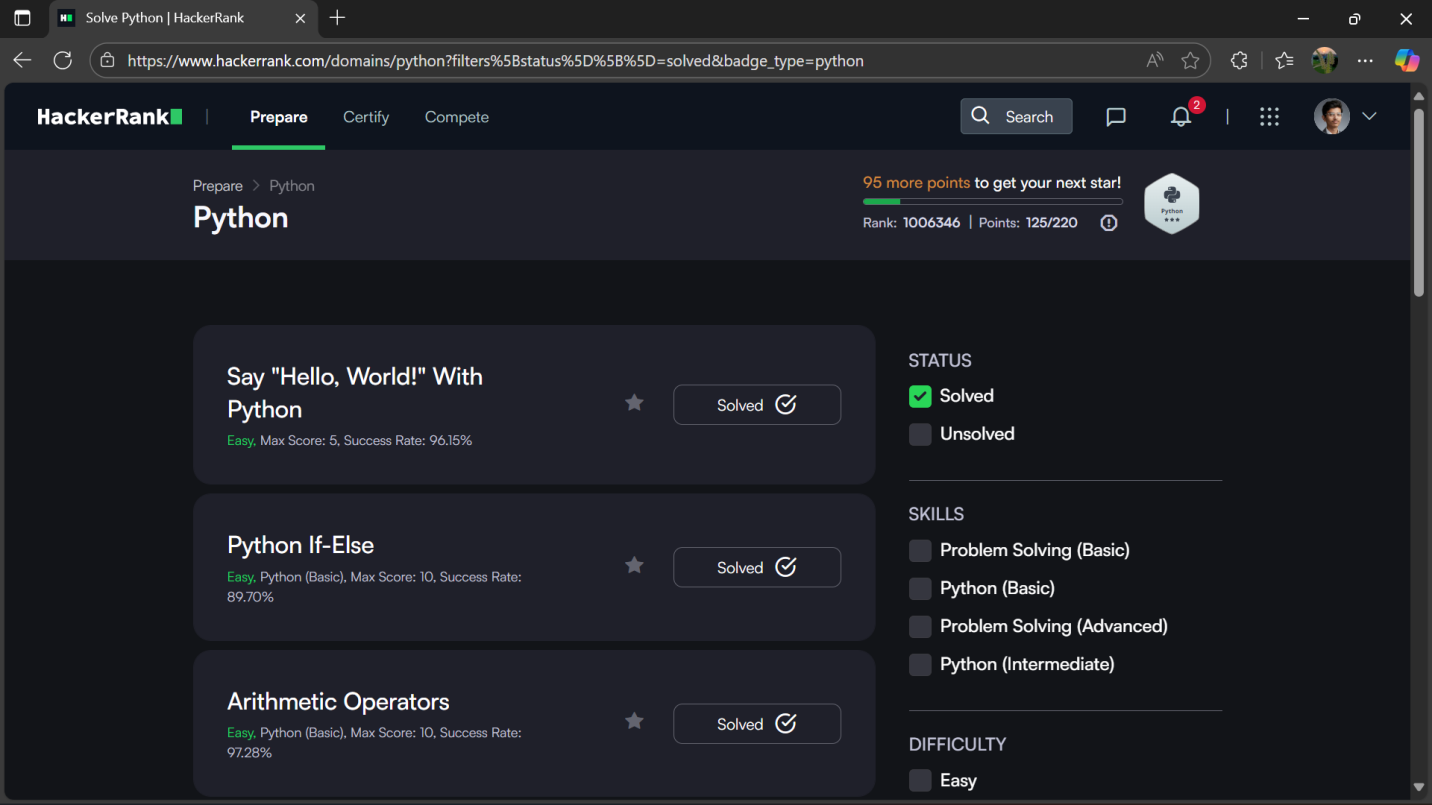 Solve Python | HackerRank
https://www.hackerrank.com/domains/python?filters%5Bstatus%5D%5B%5D=solved&badge_type=python
HackerRank
Prepare
Certify
Compete
Search
2
Prepare > Python
Python
95 more points to get your next star!
Rank: 1006346 | Points: 125/220
Python
Say "Hello, World!" With
Python
Easy, Max Score: 5, Success Rate: 96.15%
Solved
Python If-Else
Easy, Python (Basic), Max Score: 10, Success Rate:
89.70%
Solved
Arithmetic Operators
Easy, Python (Basic), Max Score: 10, Success Rate:
97.28%
Solved
STATUS
Solved
Unsolved
SKILLS
Problem Solving (Basic)
Python (Basic)
Problem Solving (Advanced)
Python (Intermediate)
DIFFICULTY
Easy